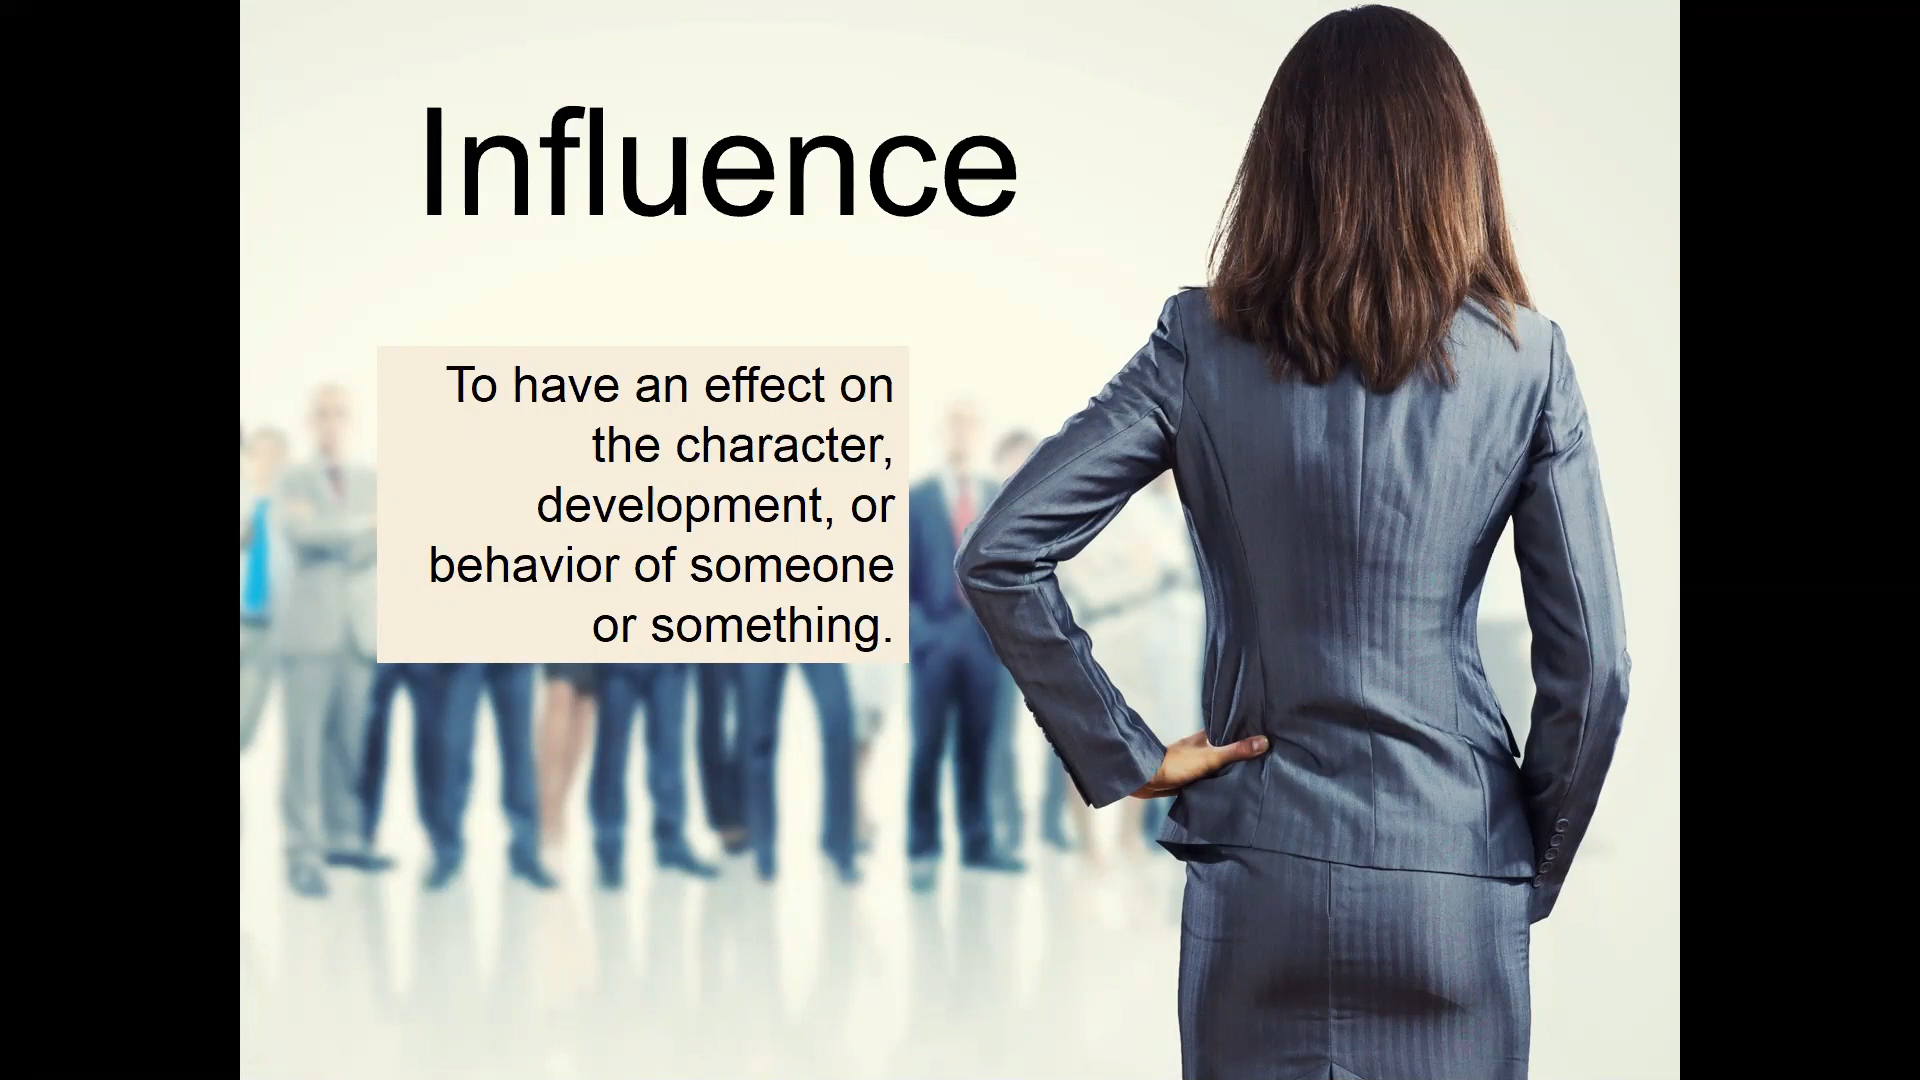 Influence
To have an effect on
the character,
development, or
behavior of someone
or something.